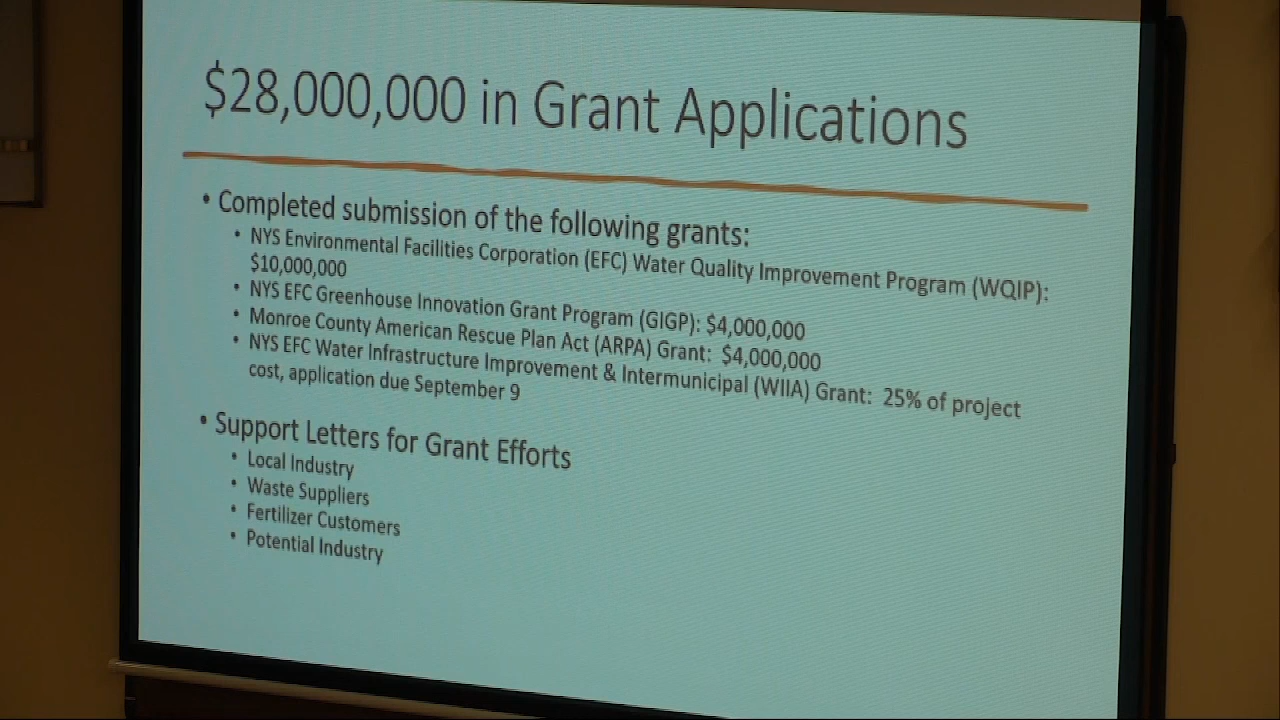 $28,000,000 in Grant Applications
• Completed submission of the following grants:
• NYS Environmental Facilities Corporation (EFC) Water Quality Improvement Program (WQIP):
$10,000,000
• NYS EFC Greenhouse Innovation Grant Program (GIGP): $4,000,000
• Monroe County American Rescue Plan Act (ARPA) Grant: $4,000,000
• NYS EFC Water Infrastructure Improvement & Intermunicipal (WIIA) Grant: 25% of project
cost, application due September 9
• Support Letters for Grant Efforts
• Local Industry
• Waste Suppliers
• Fertilizer Customers
• Potential Industry